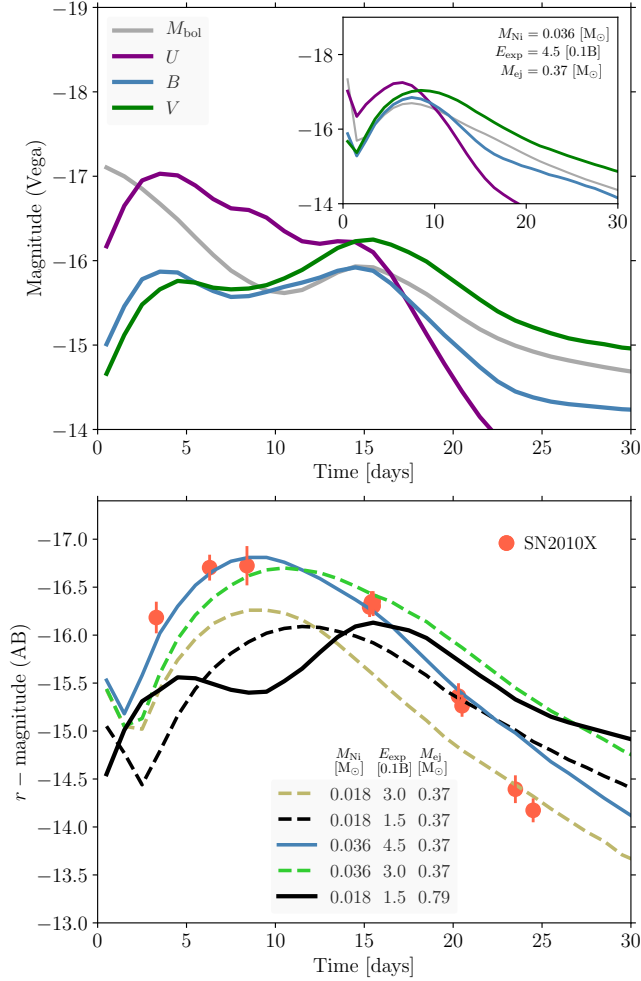 −19
−18
−17
−16
−15
−14
Magnitude (Vega)
M_bol
U
B
V
−18
−16
−14
0 10 20 30
M_Ni = 0.036 [M_⊙]
E_exp = 4.5 [0.1B]
M_ej = 0.37 [M_⊙]
0 5 10 15 20 25 30
Time [days]
−17.0
−16.5
−16.0
−15.5
−15.0
−14.5
−14.0
−13.5
−13.0
r − magnitude (AB)
SN2010X
M_Ni E_exp M_ej
[M_⊙] [0.1B] [M_⊙]
0.018 3.0 0.37
0.018 1.5 0.37
0.036 4.5 0.37
0.036 3.0 0.37
0.018 1.5 0.79
0 5 10 15 20 25 30
Time [days]